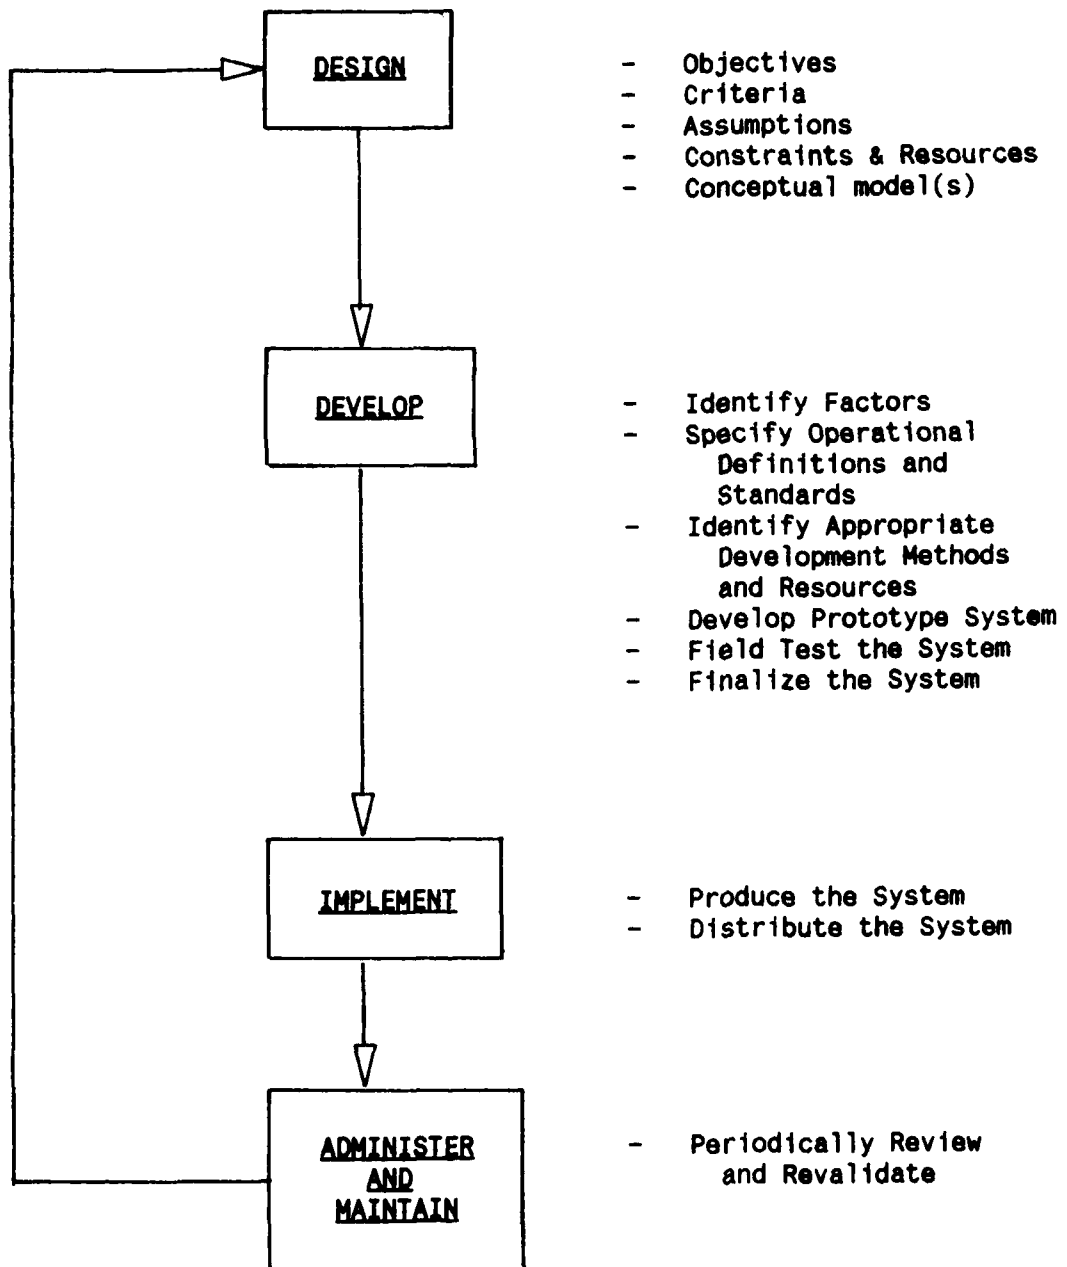 DESIGN
- Objectives
- Criteria
- Assumptions
- Constraints & Resources
- Conceptual model(s)
DEVELOP
- Identify Factors
- Specify Operational
Definitions and
Standards
- Identify Appropriate
Development Methods
and Resources
- Develop Prototype System
- Field Test the System
- Finalize the System
IMPLEMENT
- Produce the System
- Distribute the System
ADMINISTER
AND
MAINTAIN
- Periodically Review
and Revalidate